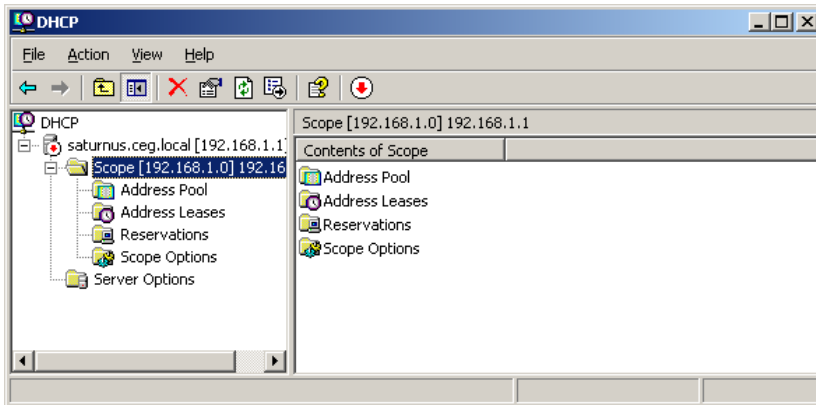 DHCP
File Action View Help
DHCP
saturnus.ceg.local [192.168.1.1]
Scope [192.168.1.0] 192.16
Address Pool
Address Leases
Reservations
Scope Options
Server Options
Scope [192.168.1.0] 192.168.1.1
Contents of Scope
Address Pool
Address Leases
Reservations
Scope Options